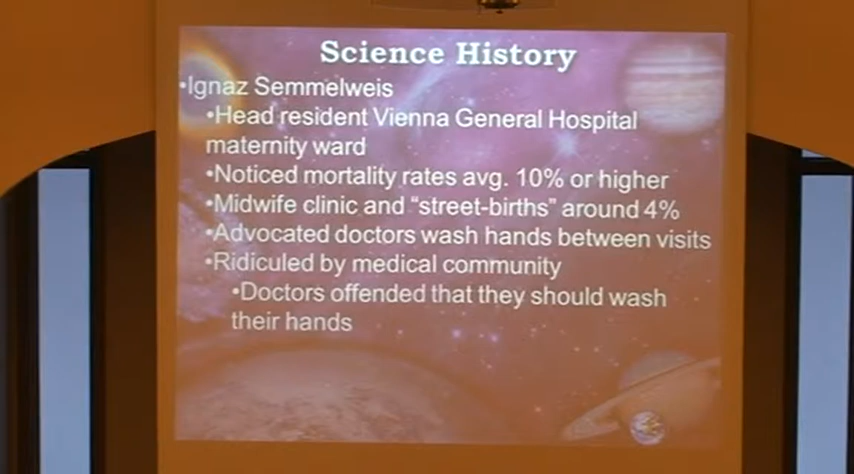 Science History
•Ignaz Semmelweis
•Head resident Vienna General Hospital
maternity ward
•Noticed mortality rates avg. 10% or higher
•Midwife clinic and “street-births” around 4%
•Advocated doctors wash hands between visits
•Ridiculed by medical community
•Doctors offended that they should wash
their hands